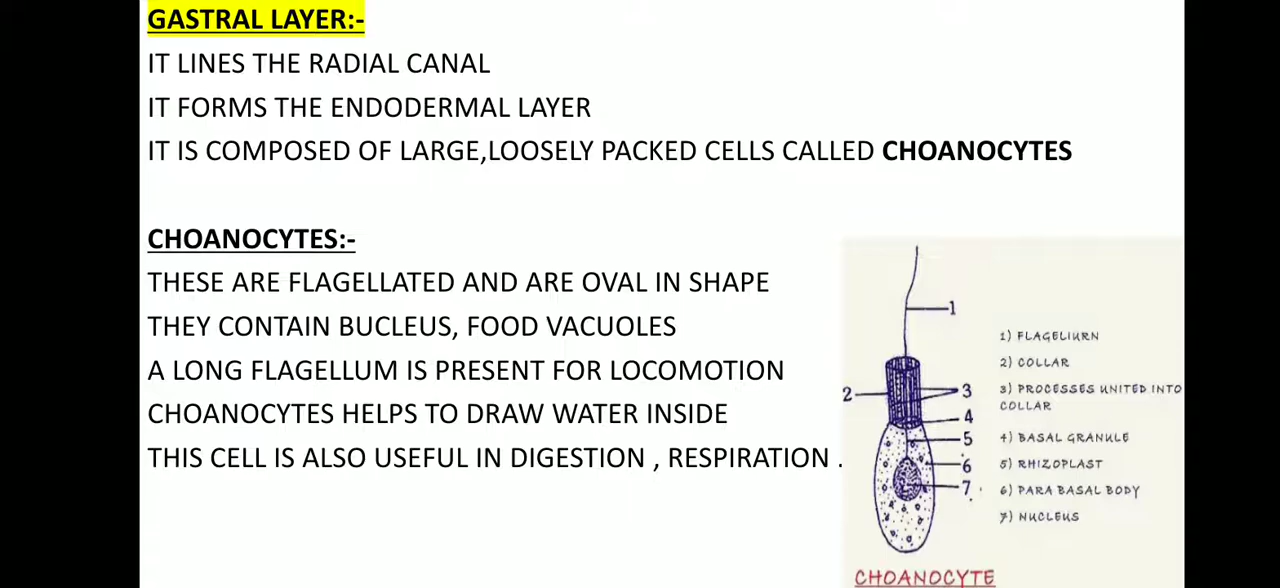 GASTRAL LAYER:-
IT LINES THE RADIAL CANAL
IT FORMS THE ENDODERMAL LAYER
IT IS COMPOSED OF LARGE,LOOSELY PACKED CELLS CALLED CHOANOCYTES
CHOANOCYTES:-
THESE ARE FLAGELLATED AND ARE OVAL IN SHAPE
THEY CONTAIN BUCLEUS, FOOD VACUOLES
A LONG FLAGELLUM IS PRESENT FOR LOCOMOTION
CHOANOCYTES HELPS TO DRAW WATER INSIDE
THIS CELL IS ALSO USEFUL IN DIGESTION , RESPIRATION .
1
2
3
4
5
6
7
1) FLAGELIURN
2) COLLAR
3) PROCESSES UNITED INTO
COLLAR
4) BASAL GRANULE
5) RHIZOPLAST
6) PARA BASAL BODY
7) NUCLEUS
CHOANOCYTE